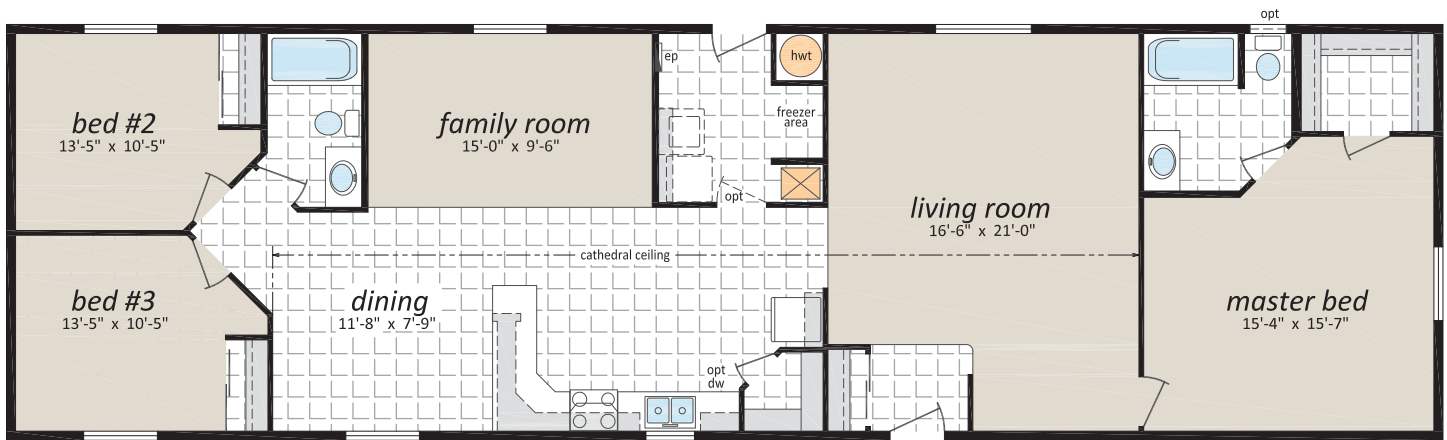 opt
bed #2
13'-5" x 10'-5"
family room
15'-0" x 9'-6"
ep
hwt
freezer
area
opt
living room
16'-6" x 21'-0"
cathedral ceiling
bed #3
13'-5" x 10'-5"
dining
11'-8" x 7'-9"
opt
dw
master bed
15'-4" x 15'-7"